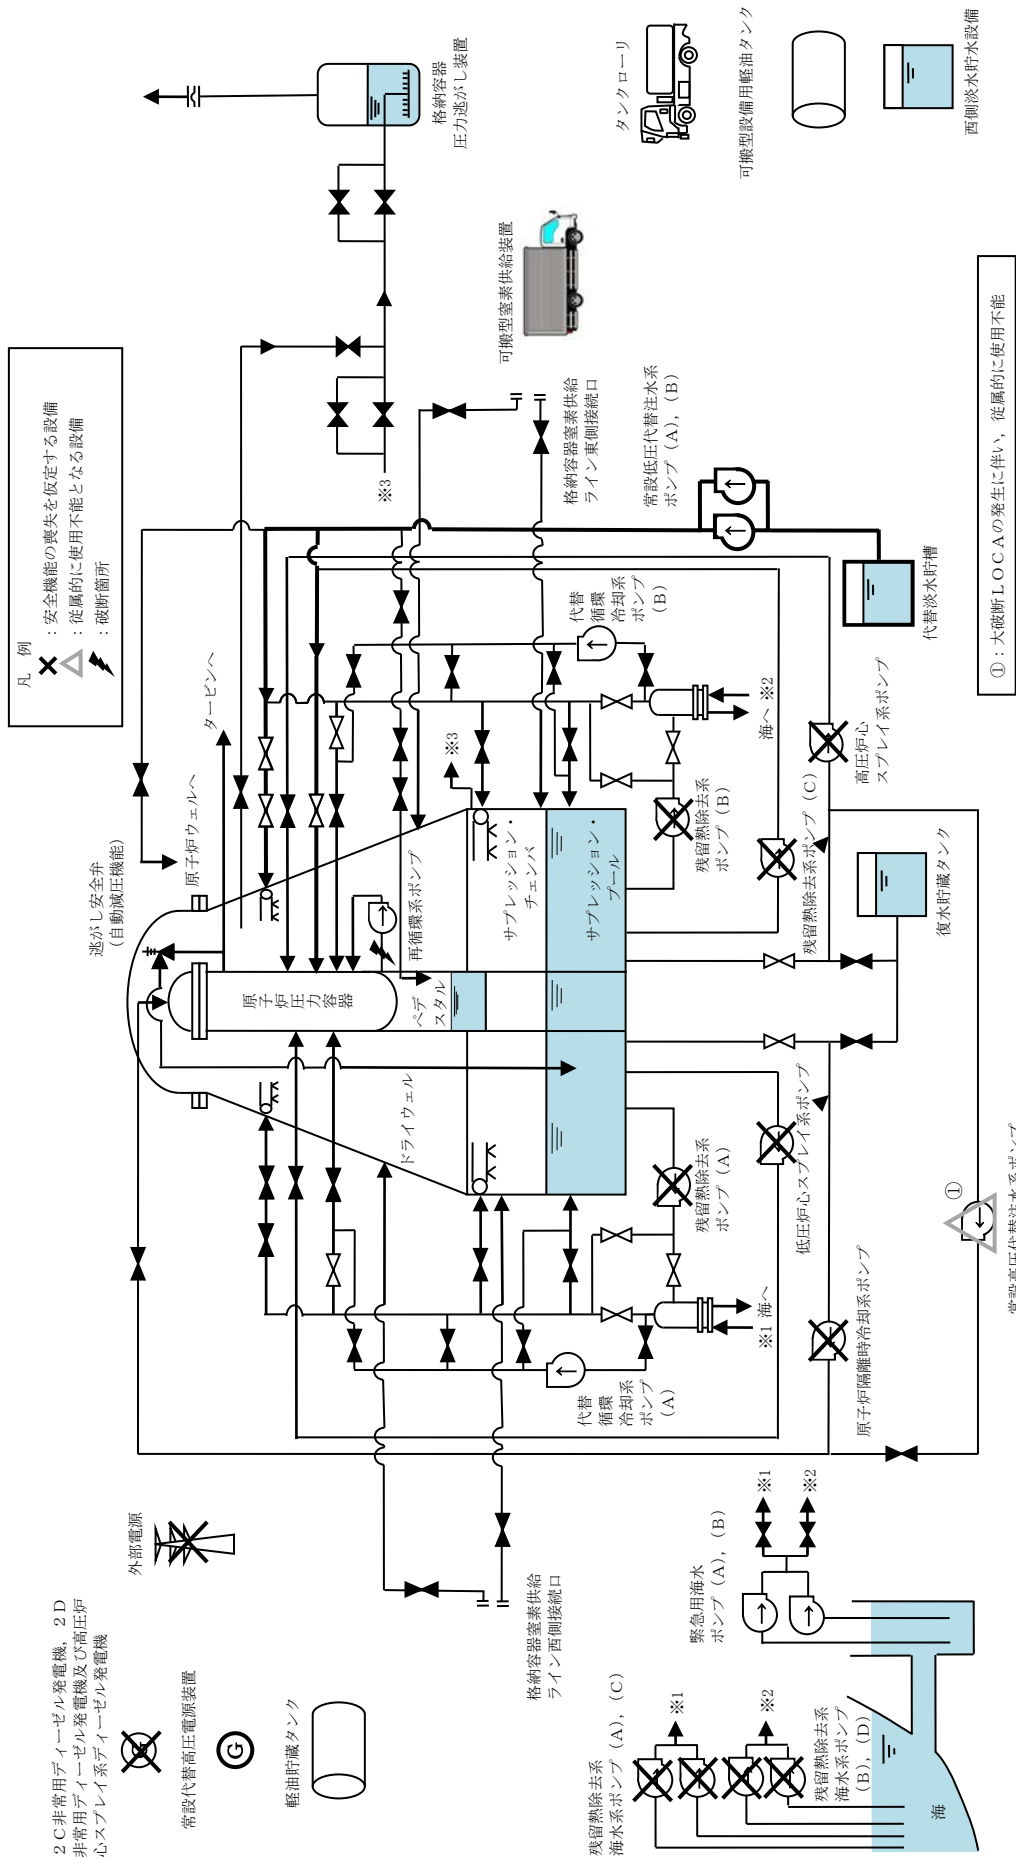 2C非常用ディーゼル発電機,2D
非常用ディーゼル発電機及び高圧炉
心スプレイ系ディーゼル発電機
G
常設代替高圧電源装置
G
軽油貯蔵タンク
外部電源
格納容器窒素供給
ライン西側接続口
残留熱除去系
海水系ポンプ(A),(C)
※1
※2
残留熱除去系
海水系ポンプ
(B),(D)
海
緊急用海水
ポンプ(A),(B)
※1
※2
凡 例
:安全機能の喪失を仮定する設備
:従属的に使用不能となる設備
:破断箇所
逃がし安全弁
(自動減圧機能)
原子炉ウェルへ
タービンへ
原子炉圧力容器
再循環系ポンプ
ペデ
スタル
ドライウェル
サプレッション・
チェンバ
サプレッション・
プール
※3
代替
循環
冷却系
ポンプ
(A)
※1
海へ
残留熱除去系
ポンプ(A)
低圧炉心スプレイ系ポンプ
原子炉隔離時冷却系ポンプ
①
常設高圧代替注水系ポンプ
代替
循環
冷却系
ポンプ
(B)
海へ
※2
残留熱除去系
ポンプ(B)
残留熱除去系ポンプ(C)
高圧炉心
スプレイ系ポンプ
復水貯蔵タンク
代替淡水貯槽
常設低圧代替注水系
ポンプ(A),(B)
格納容器窒素供給
ライン東側接続口
※3
格納容器
圧力逃がし装置
可搬型窒素供給装置
タンクローリ
可搬型設備用軽油タンク
西側淡水貯水設備
①:大破断LOCAの発生に伴い,従属的に使用不能